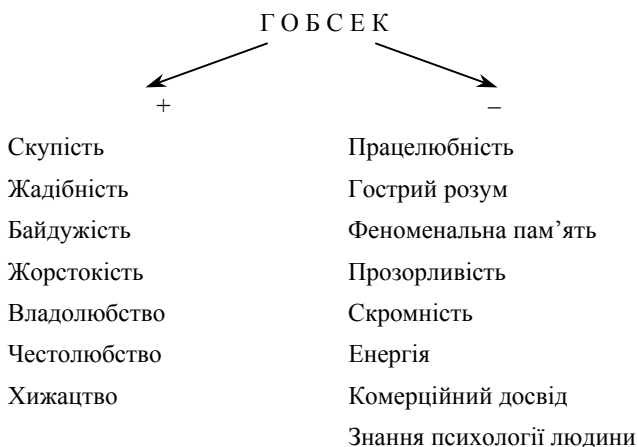 Г О Б С Е К
+ –
Скупість Працелюбність
Жадібність Гострий розум
Байдужість Феноменальна пам’ять
Жорстокість Прозорливість
Владолюбство Скромність
Честолюбство Енергія
Хижацтво Комерційний досвід
Знання психології людини